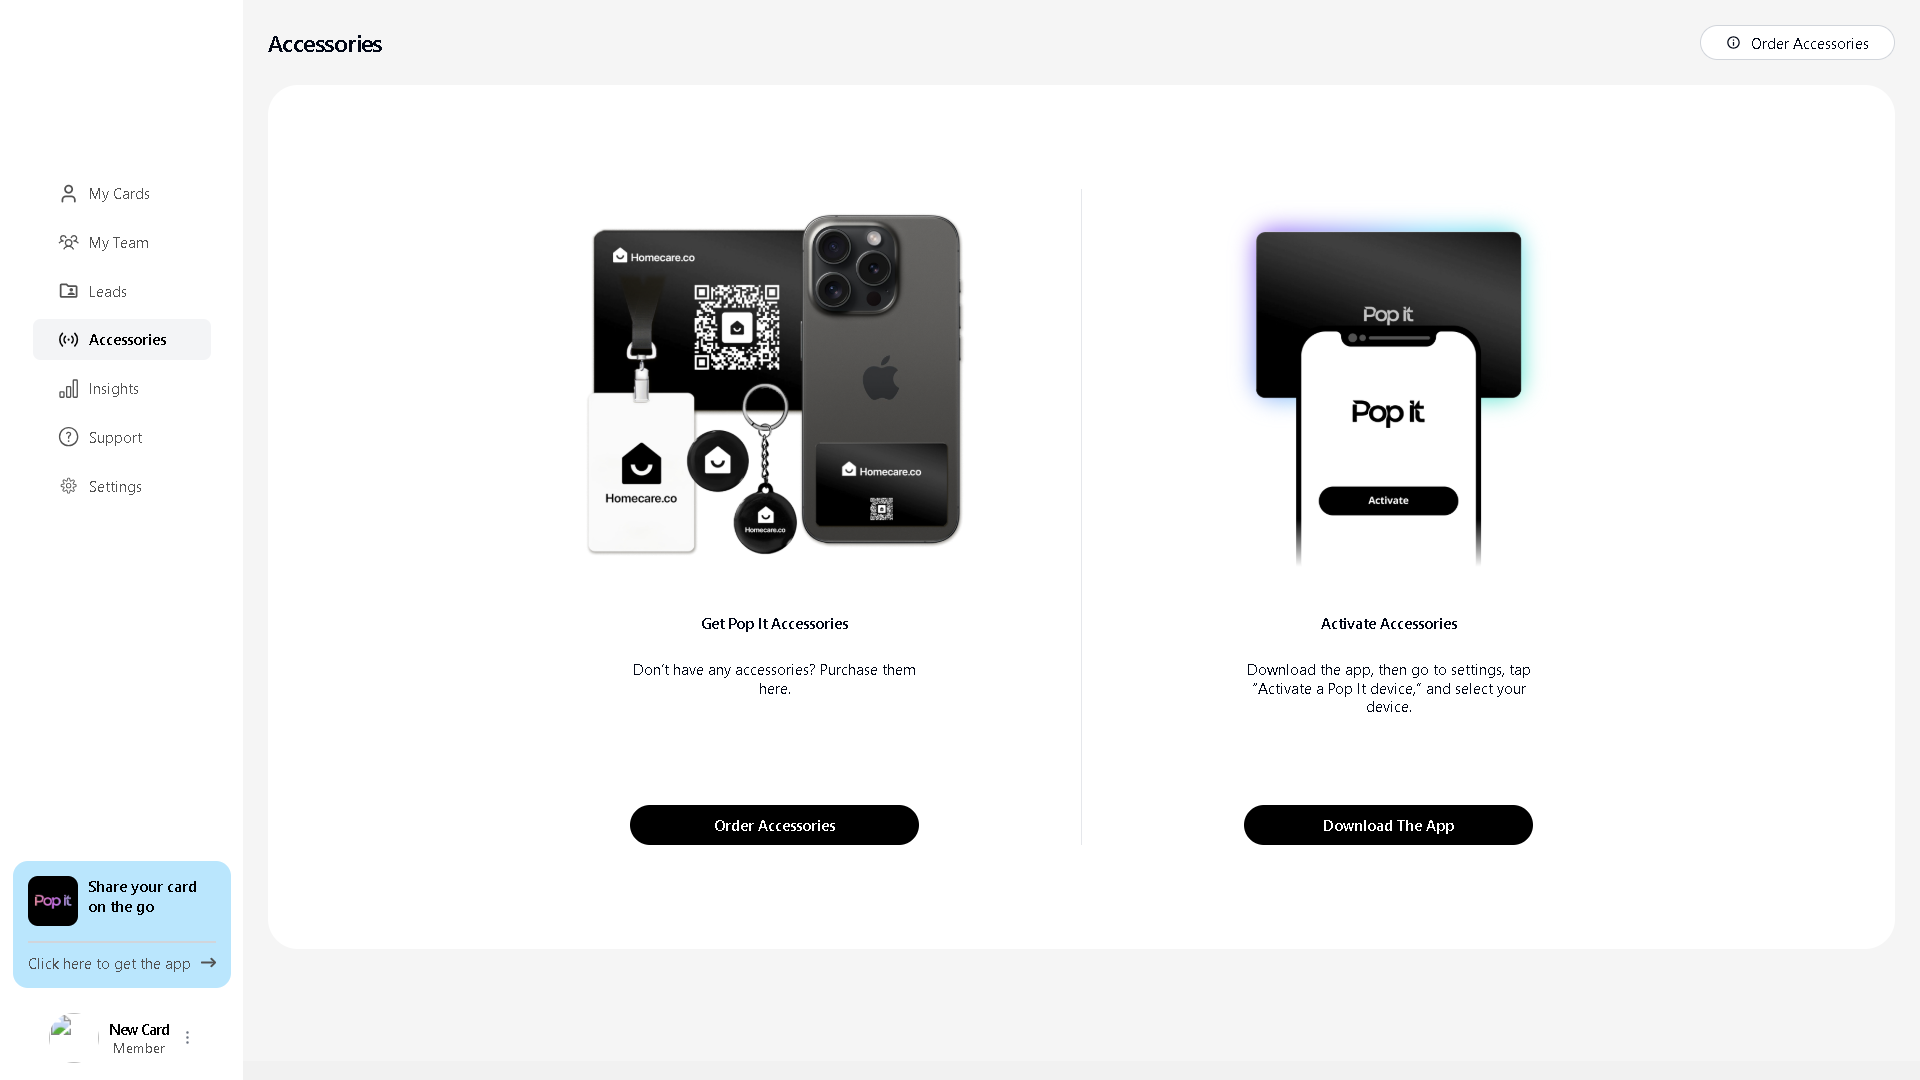 Accessories
Order Accessories
My Cards
My Team
Leads
Accessories
Insights
Support
Settings
Homecare.co
Homecare.co
Homecare.co
Homecare.co
Pop it
Pop it
Activate
Get Pop It Accessories
Don't have any accessories? Purchase them
here.
Order Accessories
Activate Accessories
Download the app, then go to settings, tap
"Activate a Pop It device," and select your
device.
Download The App
Pop it
Share your card
on the go
Click here to get the app
New Card
Member